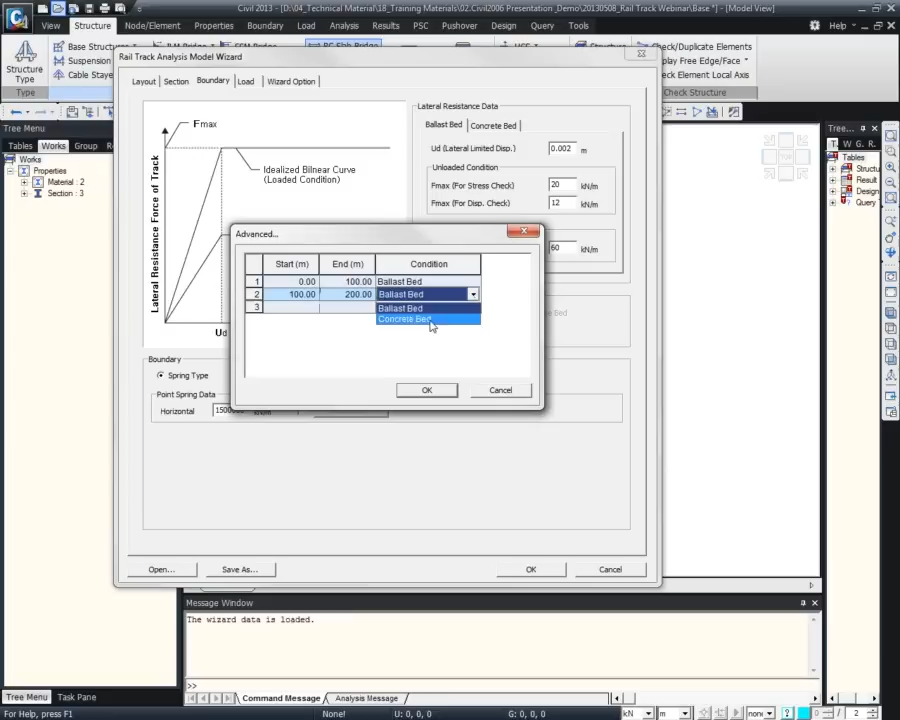 Civil 2013 - [D:\04_Technical Material\18_Training Materials\02.Civil2006 Presentation_Demo\20130508_Rail Track Webinar\Base *] - [Model View]
View Structure Node/Element Properties Boundary Load Analysis Results PSC Pushover Design Query Tools Help
Base Structures
Suspension
Cable Staye
Structure Type
Type
Check/Duplicate Elements
play Free Edge/Face
eck Element Local Axis
Check Structure
Tree Menu
Tables Works Group R
Works
Properties
Material : 2
Section : 3
Rail Track Analysis Model Wizard
Layout Section Boundary Load Wizard Option
Fmax
Idealized Bilnear Curve
(Loaded Condition)
Lateral Resistance Force of Track
Lateral Resistance Data
Ballast Bed Concrete Bed
Ud (Lateral Limited Disp.) 0.002 m
Unloaded Condition
Fmax (For Stress Check) 20 kN/m
Fmax (For Disp. Check) 12 kN/m
60 kN/m
Advanced...
Start (m) End (m) Condition
1 0.00 100.00 Ballast Bed
2 100.00 200.00 Ballast Bed
3 Ballast Bed
Concrete Bed
OK Cancel
Boundary
Spring Type
Point Spring Data
Horizontal
Open... Save As... OK Cancel
Tree...
T. W G. R.
Tables
Structu
Result
Design
Query
TOP
Message Window
The wizard data is loaded.
>>
Command Message Analysis Message
Tree Menu Task Pane
For Help, press F1 None! U: 0, 0, 0 G: 0, 0, 0 kN m none 2